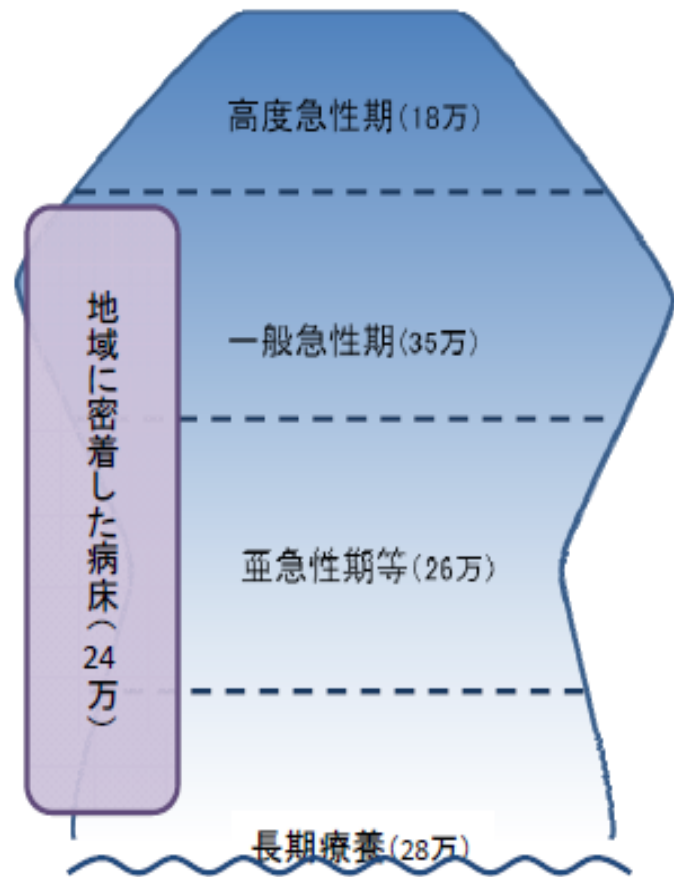 高度急性期(18万)
一般急性期(35万)
地域に密着した病床(24万)
亜急性期等(26万)
長期療養(28万)